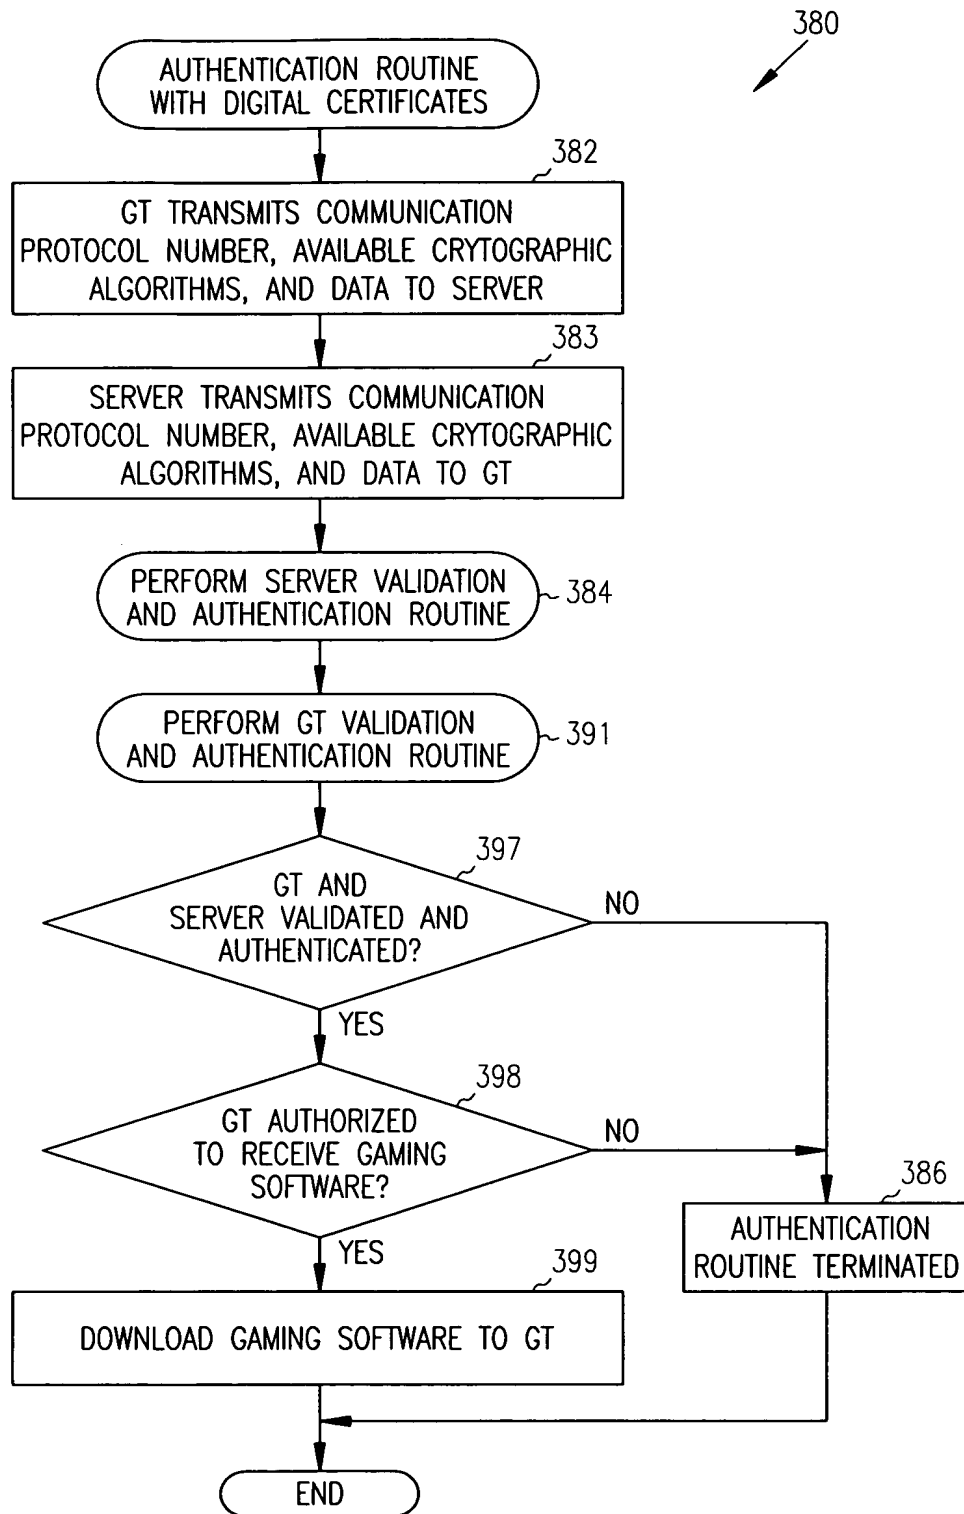 380
AUTHENTICATION ROUTINE
WITH DIGITAL CERTIFICATES
382
GT TRANSMITS COMMUNICATION
PROTOCOL NUMBER, AVAILABLE CRYTOGRAPHIC
ALGORITHMS, AND DATA TO SERVER
383
SERVER TRANSMITS COMMUNICATION
PROTOCOL NUMBER, AVAILABLE CRYTOGRAPHIC
ALGORITHMS, AND DATA TO GT
PERFORM SERVER VALIDATION
AND AUTHENTICATION ROUTINE
384
PERFORM GT VALIDATION
AND AUTHENTICATION ROUTINE
391
397
GT AND
SERVER VALIDATED AND
AUTHENTICATED?
NO
YES
398
GT AUTHORIZED
TO RECEIVE GAMING
SOFTWARE?
NO
YES
386
AUTHENTICATION
ROUTINE TERMINATED
399
DOWNLOAD GAMING SOFTWARE TO GT
END